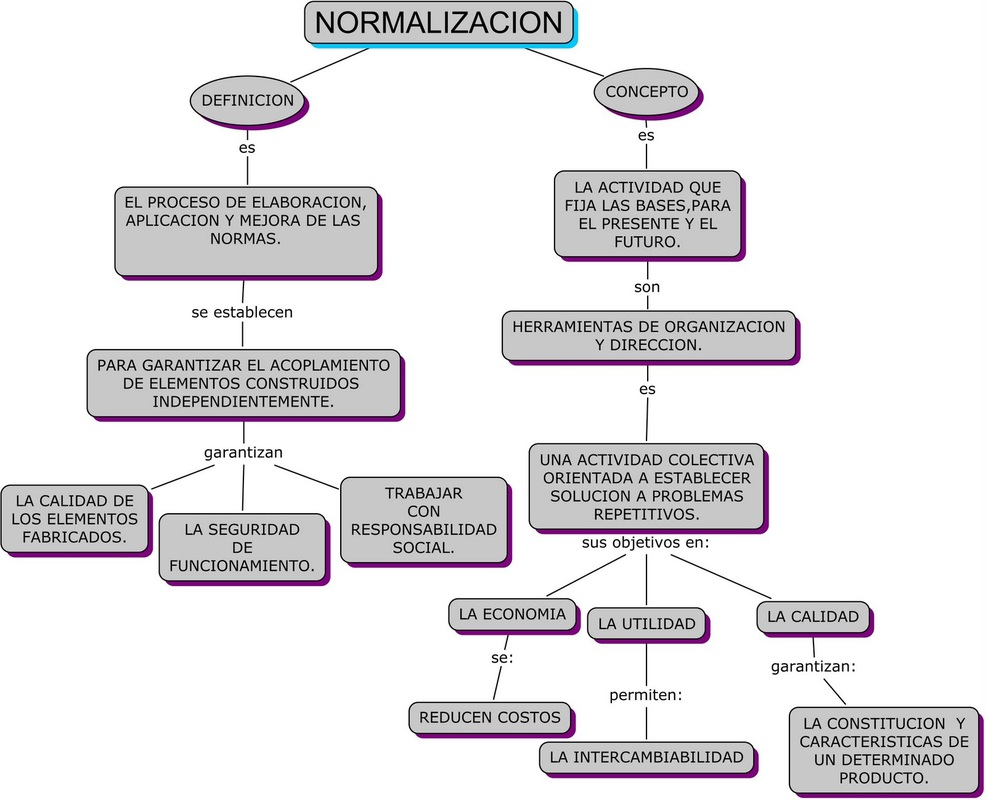 NORMALIZACION
DEFINICION
es
EL PROCESO DE ELABORACION,
APLICACION Y MEJORA DE LAS
NORMAS.
se establecen
PARA GARANTIZAR EL ACOPLAMIENTO
DE ELEMENTOS CONSTRUIDOS
INDEPENDIENTEMENTE.
garantizan
LA CALIDAD DE
LOS ELEMENTOS
FABRICADOS.
LA SEGURIDAD
DE
FUNCIONAMIENTO.
TRABAJAR
CON
RESPONSABILIDAD
SOCIAL.
CONCEPTO
es
LA ACTIVIDAD QUE
FIJA LAS BASES,PARA
EL PRESENTE Y EL
FUTURO.
son
HERRAMIENTAS DE ORGANIZACION
Y DIRECCION.
es
UNA ACTIVIDAD COLECTIVA
ORIENTADA A ESTABLECER
SOLUCION A PROBLEMAS
REPETITIVOS.
sus objetivos en:
LA ECONOMIA
se:
REDUCEN COSTOS
LA UTILIDAD
permiten:
LA INTERCAMBIABILIDAD
LA CALIDAD
garantizan:
LA CONSTITUCION Y
CARACTERISTICAS DE
UN DETERMINADO
PRODUCTO.